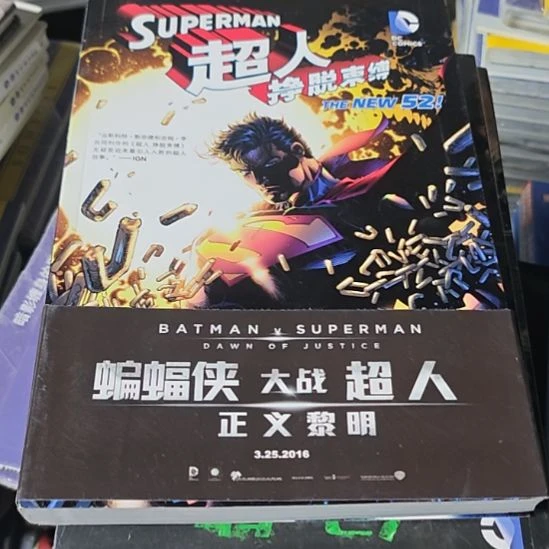 SUPERMAN
超人
挣脱束缚
THE NEW 52!
DC COMICS
——IGN
BATMAN v SUPERMAN
DAWN OF JUSTICE
蝙蝠侠 大战 超人
正义黎明
3.25.2016